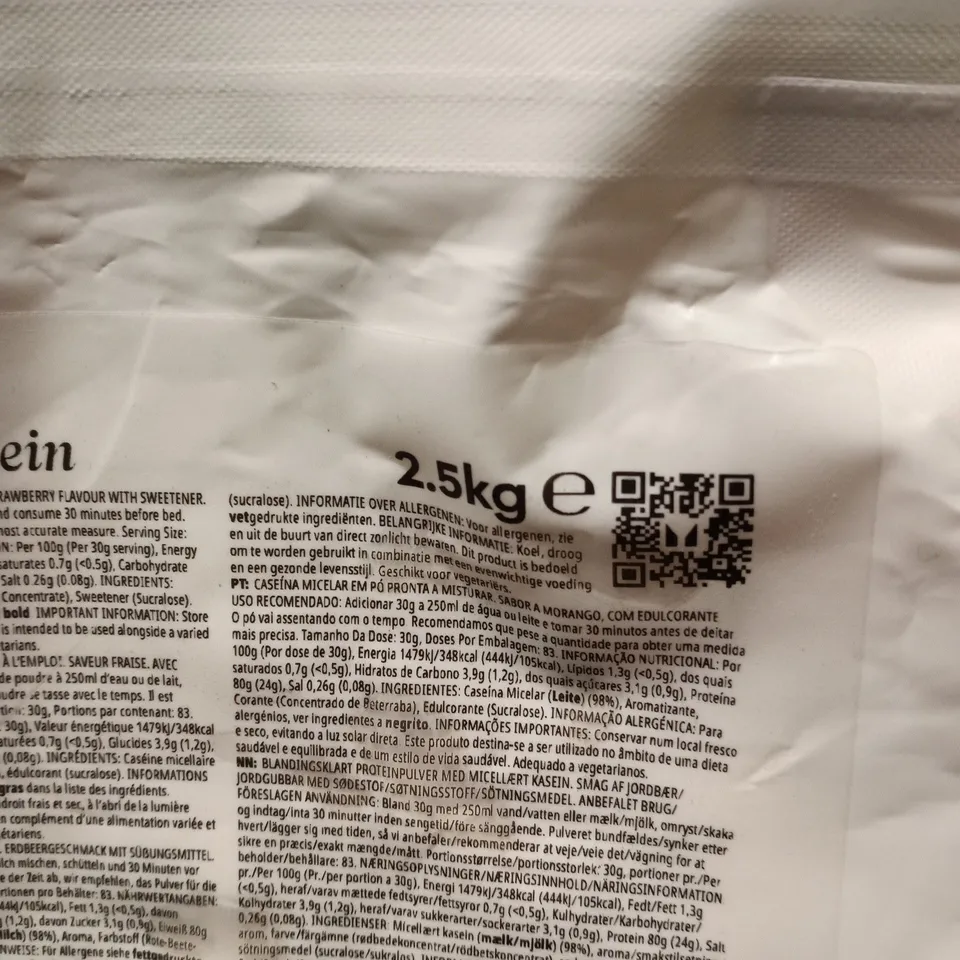 ein
2.5kg e
RAWBERRY FLAVOUR WITH SWEETENER.
nd consume 30 minutes before bed.
most accurate measure. Serving Size:
N: Per 100g (Per 30g serving), Energy
saturates 0.7g (<0.5g), Carbohydrate
Salt 0.26g (0.08g). INGREDIENTS:
Concentrate), Sweetener (Sucralose).
bold IMPORTANT INFORMATION: Store
is intended to be used alongside a varied
tarians.
À L'EMPLOI. SAVEUR FRAISE. AVEC
de poudre à 250ml d'eau ou de lait,
udre se tasse avec le temps. Il est
30g, Portions par contenant: 83.
30g), Valeur énergétique 1479kJ/348kcal
aturées 0,7g (<0,5g), Glucides 3,9g (1,2g),
(0,08g). INGRÉDIENTS: Caséine micellaire
, édulcorant (sucralose). INFORMATIONS
gras dans la liste des ingrédients.
droit frais et sec, à l'abri de la lumière
n complément d'une alimentation variée et
étariens.
. ERDBEERGESCHMACK MIT SÜßUNGSMITTEL.
lch mischen, schütteln und 30 Minuten vor
e der Zeit ab, wir empfehlen, das Pulver für die
rtionen pro Behälter: 83. NÄHRWERTANGABEN:
44kJ/105kcal), Fett 1,3g (<0,5g), davon
(1,2g), davon Zucker 3,1g (0,9g), Eiweiß 80g
ilch) (98%), Aroma, Farbstoff (Rote-Beete-
NWEISE: Für Allergene siehe fettgedruckte
(sucralose). INFORMATIE OVER ALLERGENEN: Voor allergenen, zie
vetgedrukte ingrediënten. BELANGRIJKE INFORMATIE: Koel, droog
en uit de buurt van direct zonlicht bewaren. Dit product is bedoeld
om te worden gebruikt in combinatie met een evenwichtige voeding
en een gezonde levensstijl. Geschikt voor vegetariërs.
PT: CASEÍNA MICELAR EM PÓ PRONTA A MISTURAR. SABOR A MORANGO, COM EDULCORANTE
USO RECOMENDADO: Adicionar 30g a 250ml de água ou leite e tomar 30 minutos antes de deitar
O pó vai assentando com o tempo Recomendamos que pese a quantidade para obter uma medida
mais precisa. Tamanho Da Dose: 30g, Doses Por Embalagem: 83. INFORMAÇÃO NUTRICIONAL: Por
100g (Por dose de 30g), Energia 1479kJ/348kcal (444kJ/105kcal), Lípidos 1,3g (<0,5g), dos quais
saturados 0,7g (<0,5g), Hidratos de Carbono 3,9g (1,2g), dos quais açúcares 3,1g (0,9g), Proteína
80g (24g), Sal 0,26g (0,08g). INGREDIENTES: Caseína Micelar (Leite) (98%), Aromatizante,
Corante (Concentrado de Beterraba), Edulcorante (Sucralose). INFORMAÇÃO ALERGÉNICA: Para
alergénios, ver ingredientes a negrito. INFORMAÇÕES IMPORTANTES: Conservar num local fresco
e seco, evitando a luz solar direta. Este produto destina-se a ser utilizado no âmbito de uma dieta
saudável e equilibrada e de um estilo de vida saudável. Adequado a vegetarianos.
NN: BLANDINGSKLART PROTEINPULVER MED MICELLÆRT KASEIN. SMAG AF JORDBÆR/
JORDGUBBAR MED SØDESTOF/SØTNINGSSTOFF/SÖTNINGSMEDEL. ANBEFALET BRUG/
FÖRESLAGEN ANVÄNDNING: Bland 30g med 250ml vand/vatten eller mælk/mjölk, omryst/skaka
og indtag/inta 30 minutter inden sengetid/före sänggående. Pulveret bundfældes/synker efter
hvert/lägger sig med tiden, så vi anbefaler/rekommenderar at veje/veie det/vägning for at
sikre en præcis/exakt mængde/mått. Portionsstørrelse/portionsstorlek: 30g, portioner pr./Per
beholder/behållare: 83. NÆRINGSOPLYSNINGER/NÆRINGSINNHOLD/NÄRINGSINFORMATION
pr./Per 100g (Pr./per portion a 30g), Energi 1479kJ/348kcal (444kJ/105kcal), Fedt/Fett 1,3g
(<0,5g), heraf/varav mættede fedtsyrer/fettsyror 0,7g (<0,5g), Kulhydrater/Karbohydrater/
Kolhydrater 3,9g (1,2g), heraf/varav sukkerarter/sockerarter 3,1g (0,9g), Protein 80g (24g), Salt
0,26g (0,08g). INGREDIENSER: Micellært kasein (mælk/mjölk) (98%), aroma/smakstilsetning
arom, farve/färgämne (rødbedekoncentrat/rödbetskoncentrat),
sötningsmedel (sucralose/sukralos).